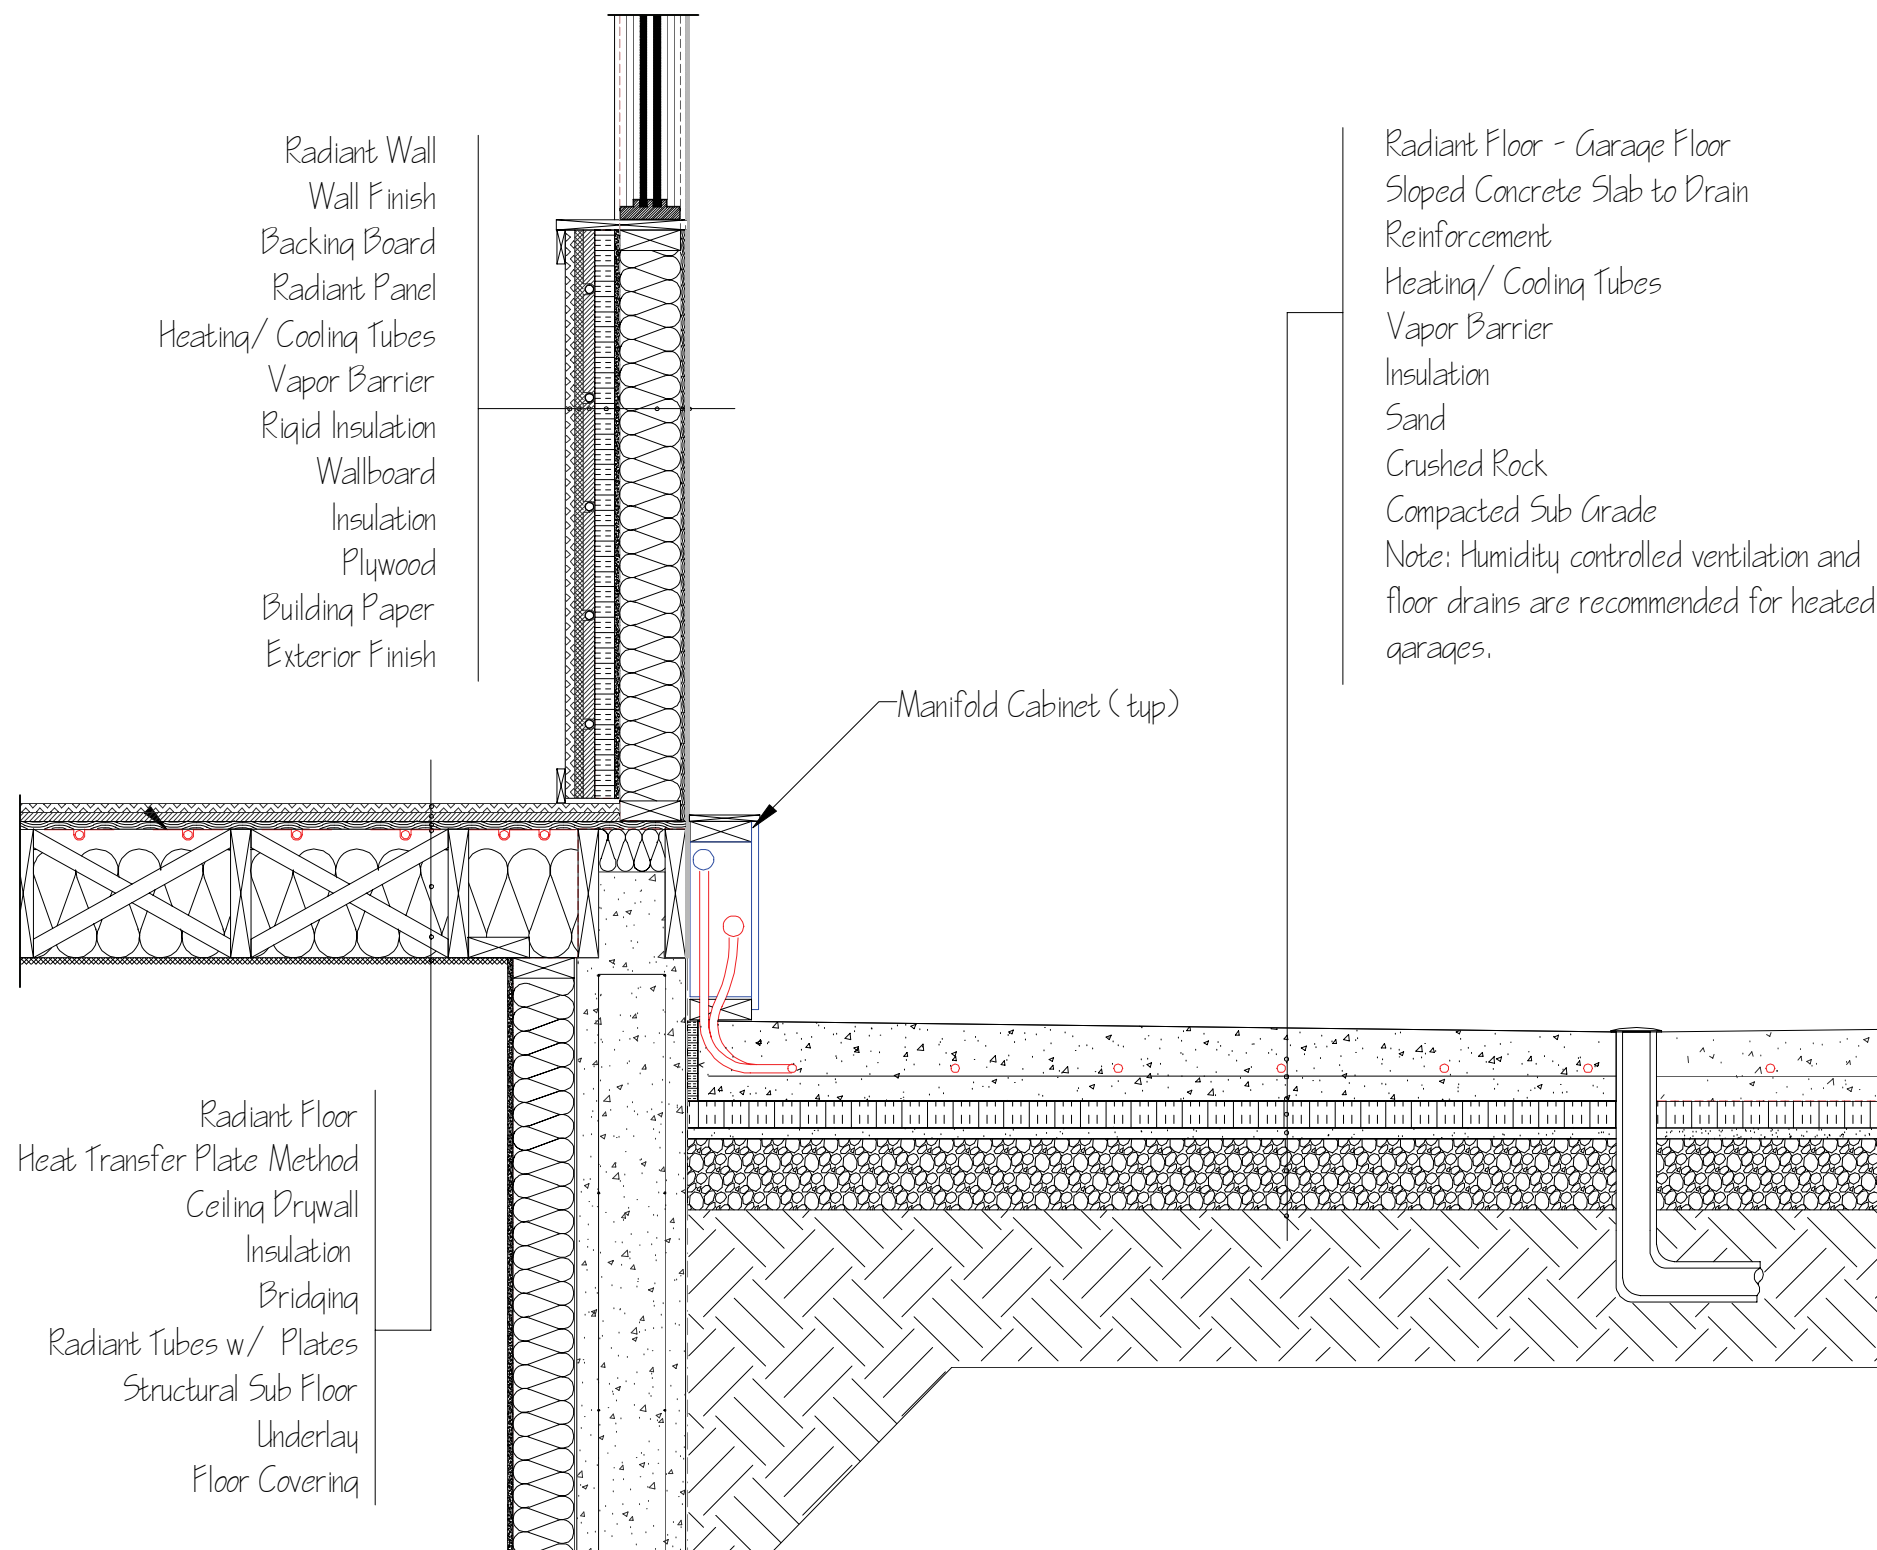 Radiant Wall
Wall Finish
Backing Board
Radiant Panel
Heating/ Cooling Tubes
Vapor Barrier
Rigid Insulation
Wallboard
Insulation
Plywood
Building Paper
Exterior Finish
Radiant Floor - Garage Floor
Sloped Concrete Slab to Drain
Reinforcement
Heating/ Cooling Tubes
Vapor Barrier
Insulation
Sand
Crushed Rock
Compacted Sub Grade
Note: Humidity controlled ventilation and
floor drains are recommended for heated
garages.
Manifold Cabinet (typ)
Radiant Floor
Heat Transfer Plate Method
Ceiling Drywall
Insulation
Bridging
Radiant Tubes w/ Plates
Structural Sub Floor
Underlay
Floor Covering